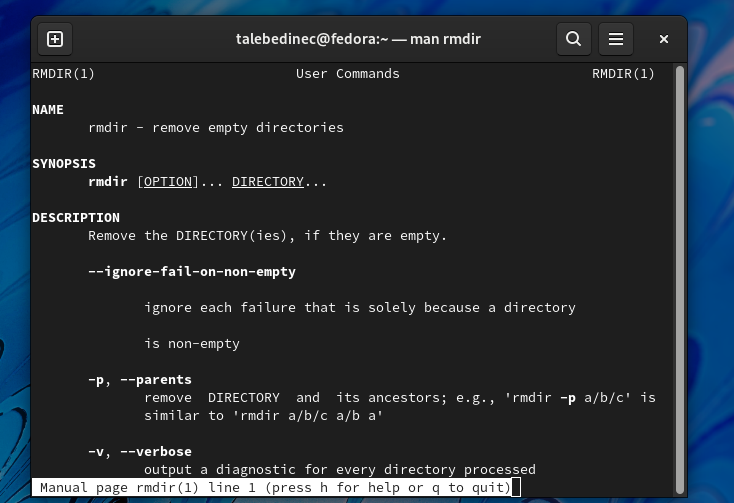 talebedinec@fedora:~ — man rmdir
RMDIR(1) User Commands RMDIR(1)
NAME
rmdir - remove empty directories
SYNOPSIS
rmdir [OPTION]... DIRECTORY...
DESCRIPTION
Remove the DIRECTORY(ies), if they are empty.
--ignore-fail-on-non-empty
ignore each failure that is solely because a directory
is non-empty
-p, --parents
remove DIRECTORY and its ancestors; e.g., 'rmdir -p a/b/c' is
similar to 'rmdir a/b/c a/b a'
-v, --verbose
output a diagnostic for every directory processed
Manual page rmdir(1) line 1 (press h for help or q to quit)